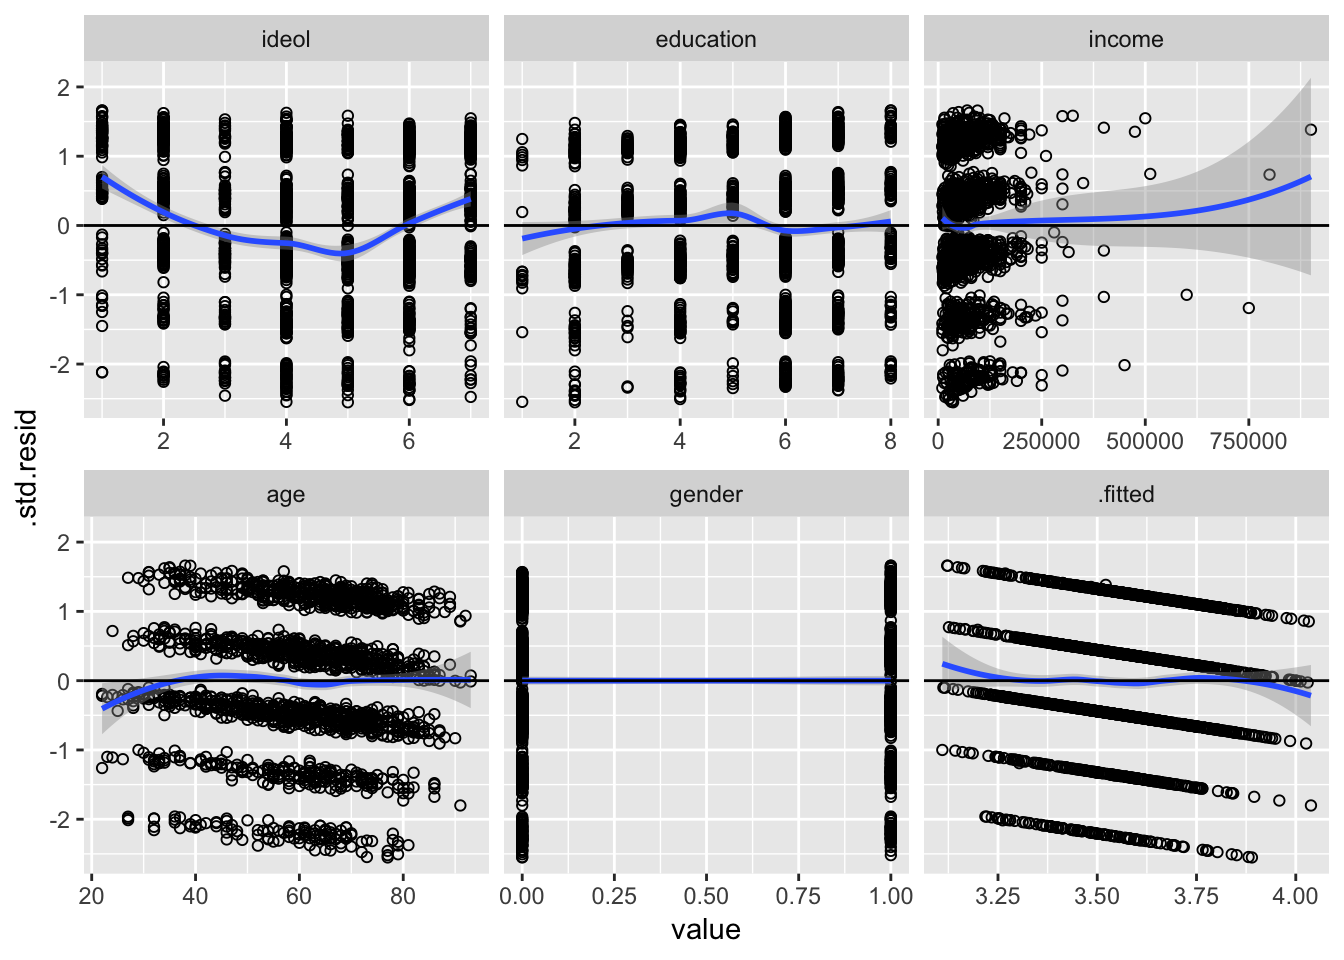 ideol education income
2
1
0
-1
-2
2 4 6 2 4 6 8 0 250000 500000 750000
.std.resid
age gender .fitted
2
1
0
-1
-2
20 40 60 80 0.00 0.25 0.50 0.75 1.00 3.25 3.50 3.75 4.00
value